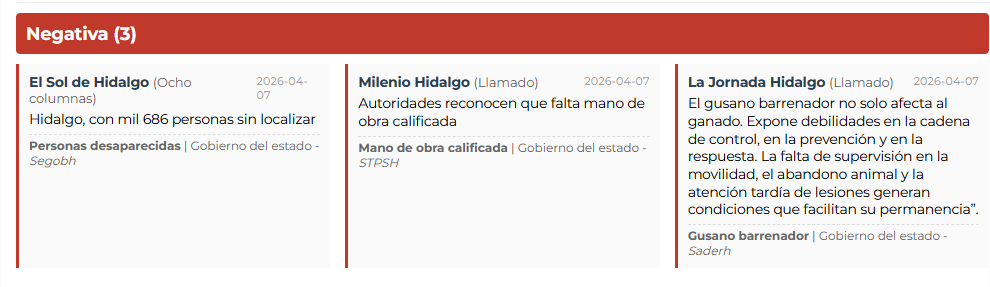 Negativa (3)
El Sol de Hidalgo (Ocho columnas) 2026-04-
07
Hidalgo, con mil 686 personas sin localizar
Personas desaparecidas | Gobierno del estado -
Segobh
Milenio Hidalgo (Llamado) 2026-04-07
Autoridades reconocen que falta mano de
obra calificada
Mano de obra calificada | Gobierno del estado -
STPSH
La Jornada Hidalgo (Llamado) 2026-04-07
El gusano barrenador no solo afecta al
ganado. Expone debilidades en la cadena
de control, en la prevención y en la
respuesta. La falta de supervisión en la
movilidad, el abandono animal y la
atención tardía de lesiones generan
condiciones que facilitan su permanencia”.
Gusano barrenador | Gobierno del estado -
Saderh